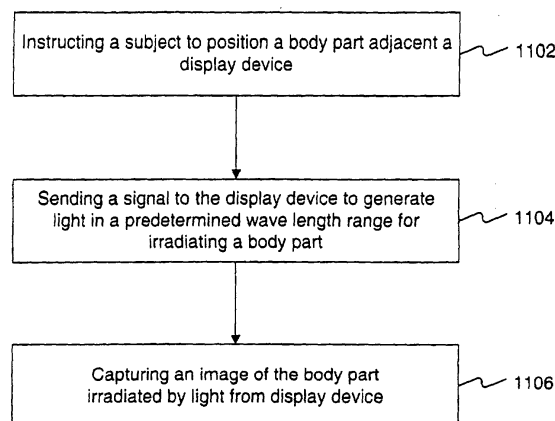 Instructing a subject to position a body part adjacent a
display device
1102
Sending a signal to the display device to generate
light in a predetermined wave length range for
irradiating a body part
1104
Capturing an image of the body part
irradiated by light from display device
1106